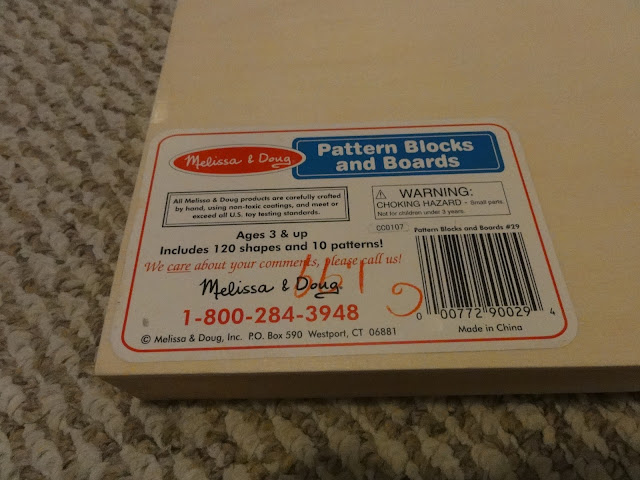 Melissa & Doug
Pattern Blocks
and Boards
All Melissa & Doug products are carefully crafted
by hand, using non-toxic coatings, and meet or
exceed all U.S. toy testing standards.
WARNING:
CHOKING HAZARD - Small parts.
Not for children under 3 years.
Ages 3 & up
Includes 120 shapes and 10 patterns!
We care about your comments, please call us!
Melissa & Doug
1-800-284-3948
© Melissa & Doug, Inc. P.O. Box 590 Westport, CT 06881
CC0107
Pattern Blocks and Boards #29
0 00772 90029 4
Made in China